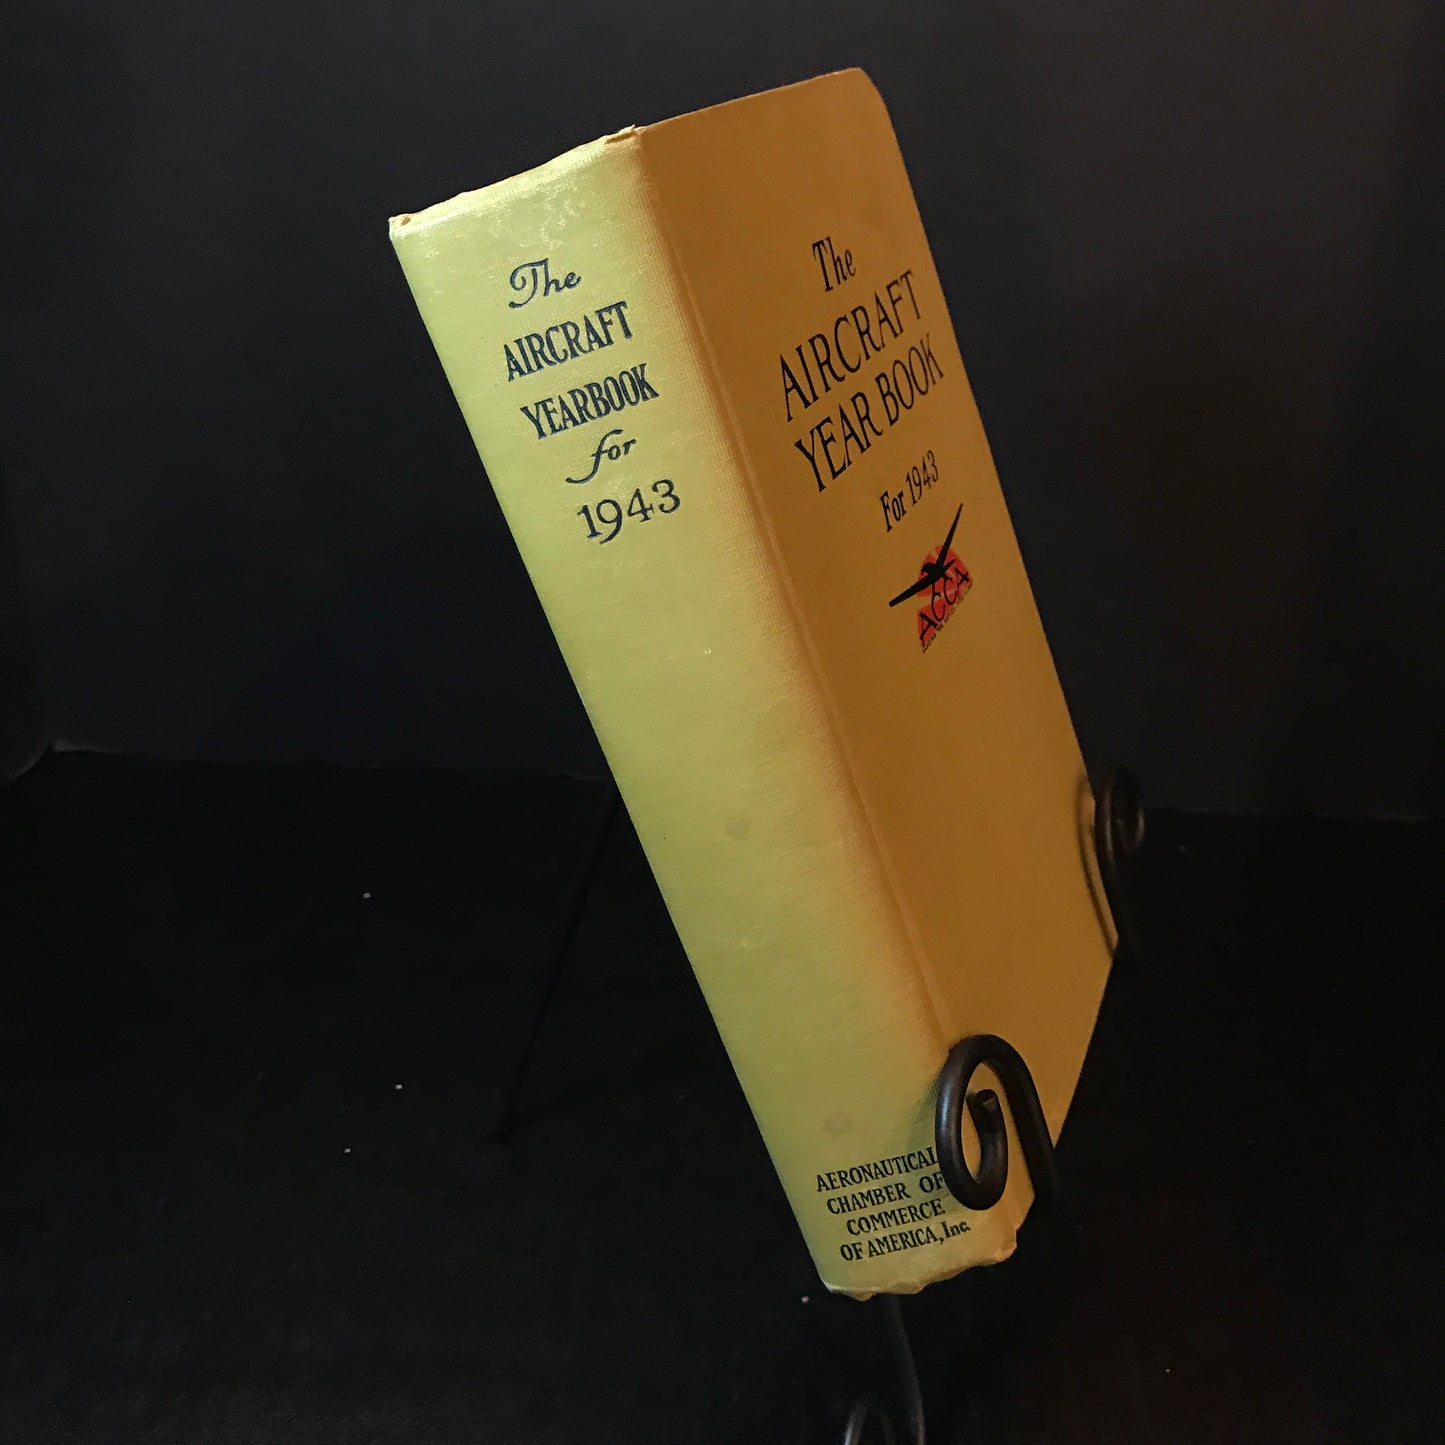 The
AIRCRAFT
YEARBOOK
for
1943
AERONAUTICAL
CHAMBER OF
COMMERCE
OF AMERICA, Inc.
The
AIRCRAFT
YEAR BOOK
For 1943
ACCA